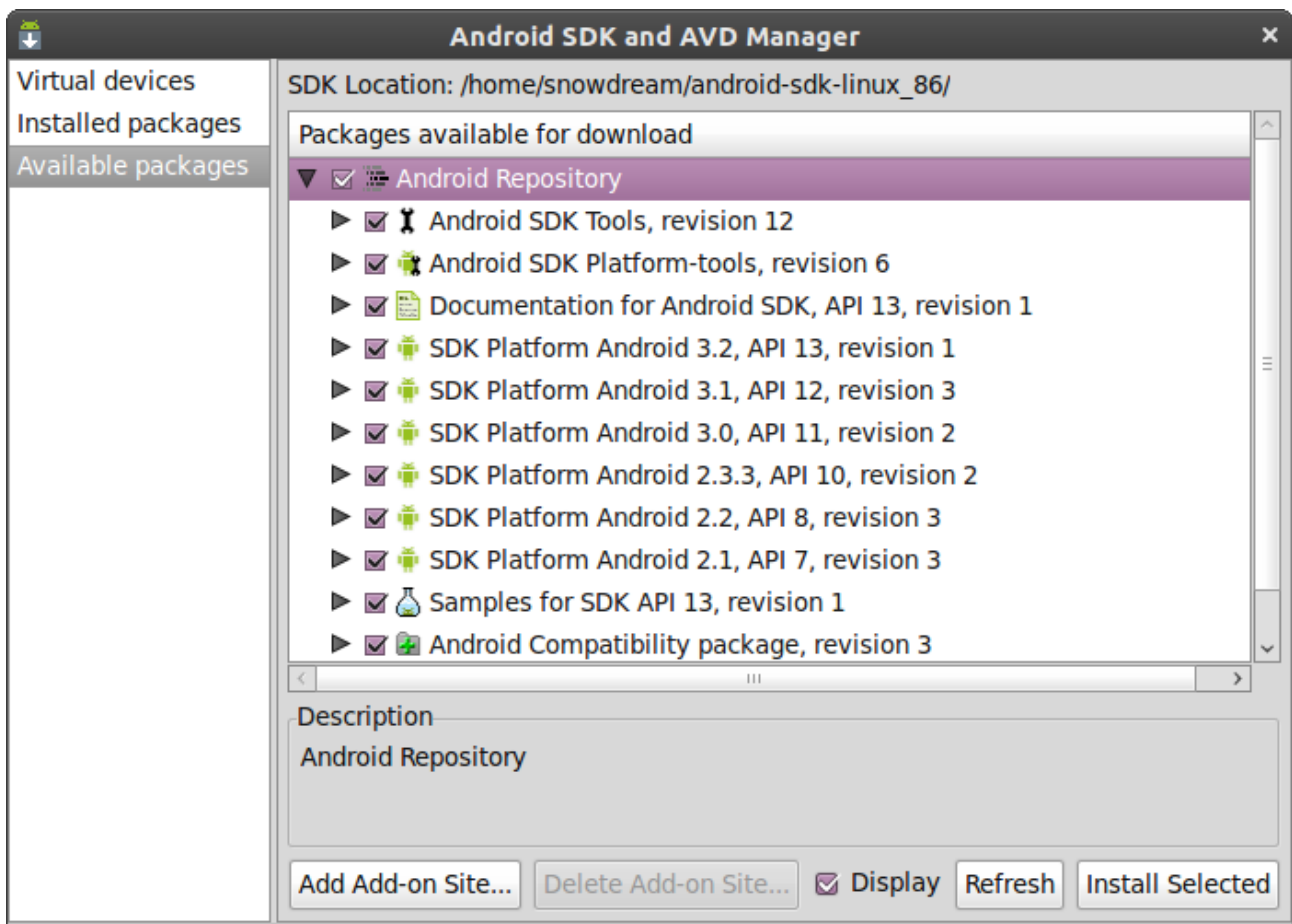 Android SDK and AVD Manager
Virtual devices
Installed packages
Available packages
SDK Location: /home/snowdream/android-sdk-linux_86/
Packages available for download
Android Repository
Android SDK Tools, revision 12
Android SDK Platform-tools, revision 6
Documentation for Android SDK, API 13, revision 1
SDK Platform Android 3.2, API 13, revision 1
SDK Platform Android 3.1, API 12, revision 3
SDK Platform Android 3.0, API 11, revision 2
SDK Platform Android 2.3.3, API 10, revision 2
SDK Platform Android 2.2, API 8, revision 3
SDK Platform Android 2.1, API 7, revision 3
Samples for SDK API 13, revision 1
Android Compatibility package, revision 3
Description
Android Repository
Add Add-on Site... Delete Add-on Site... Display Refresh Install Selected